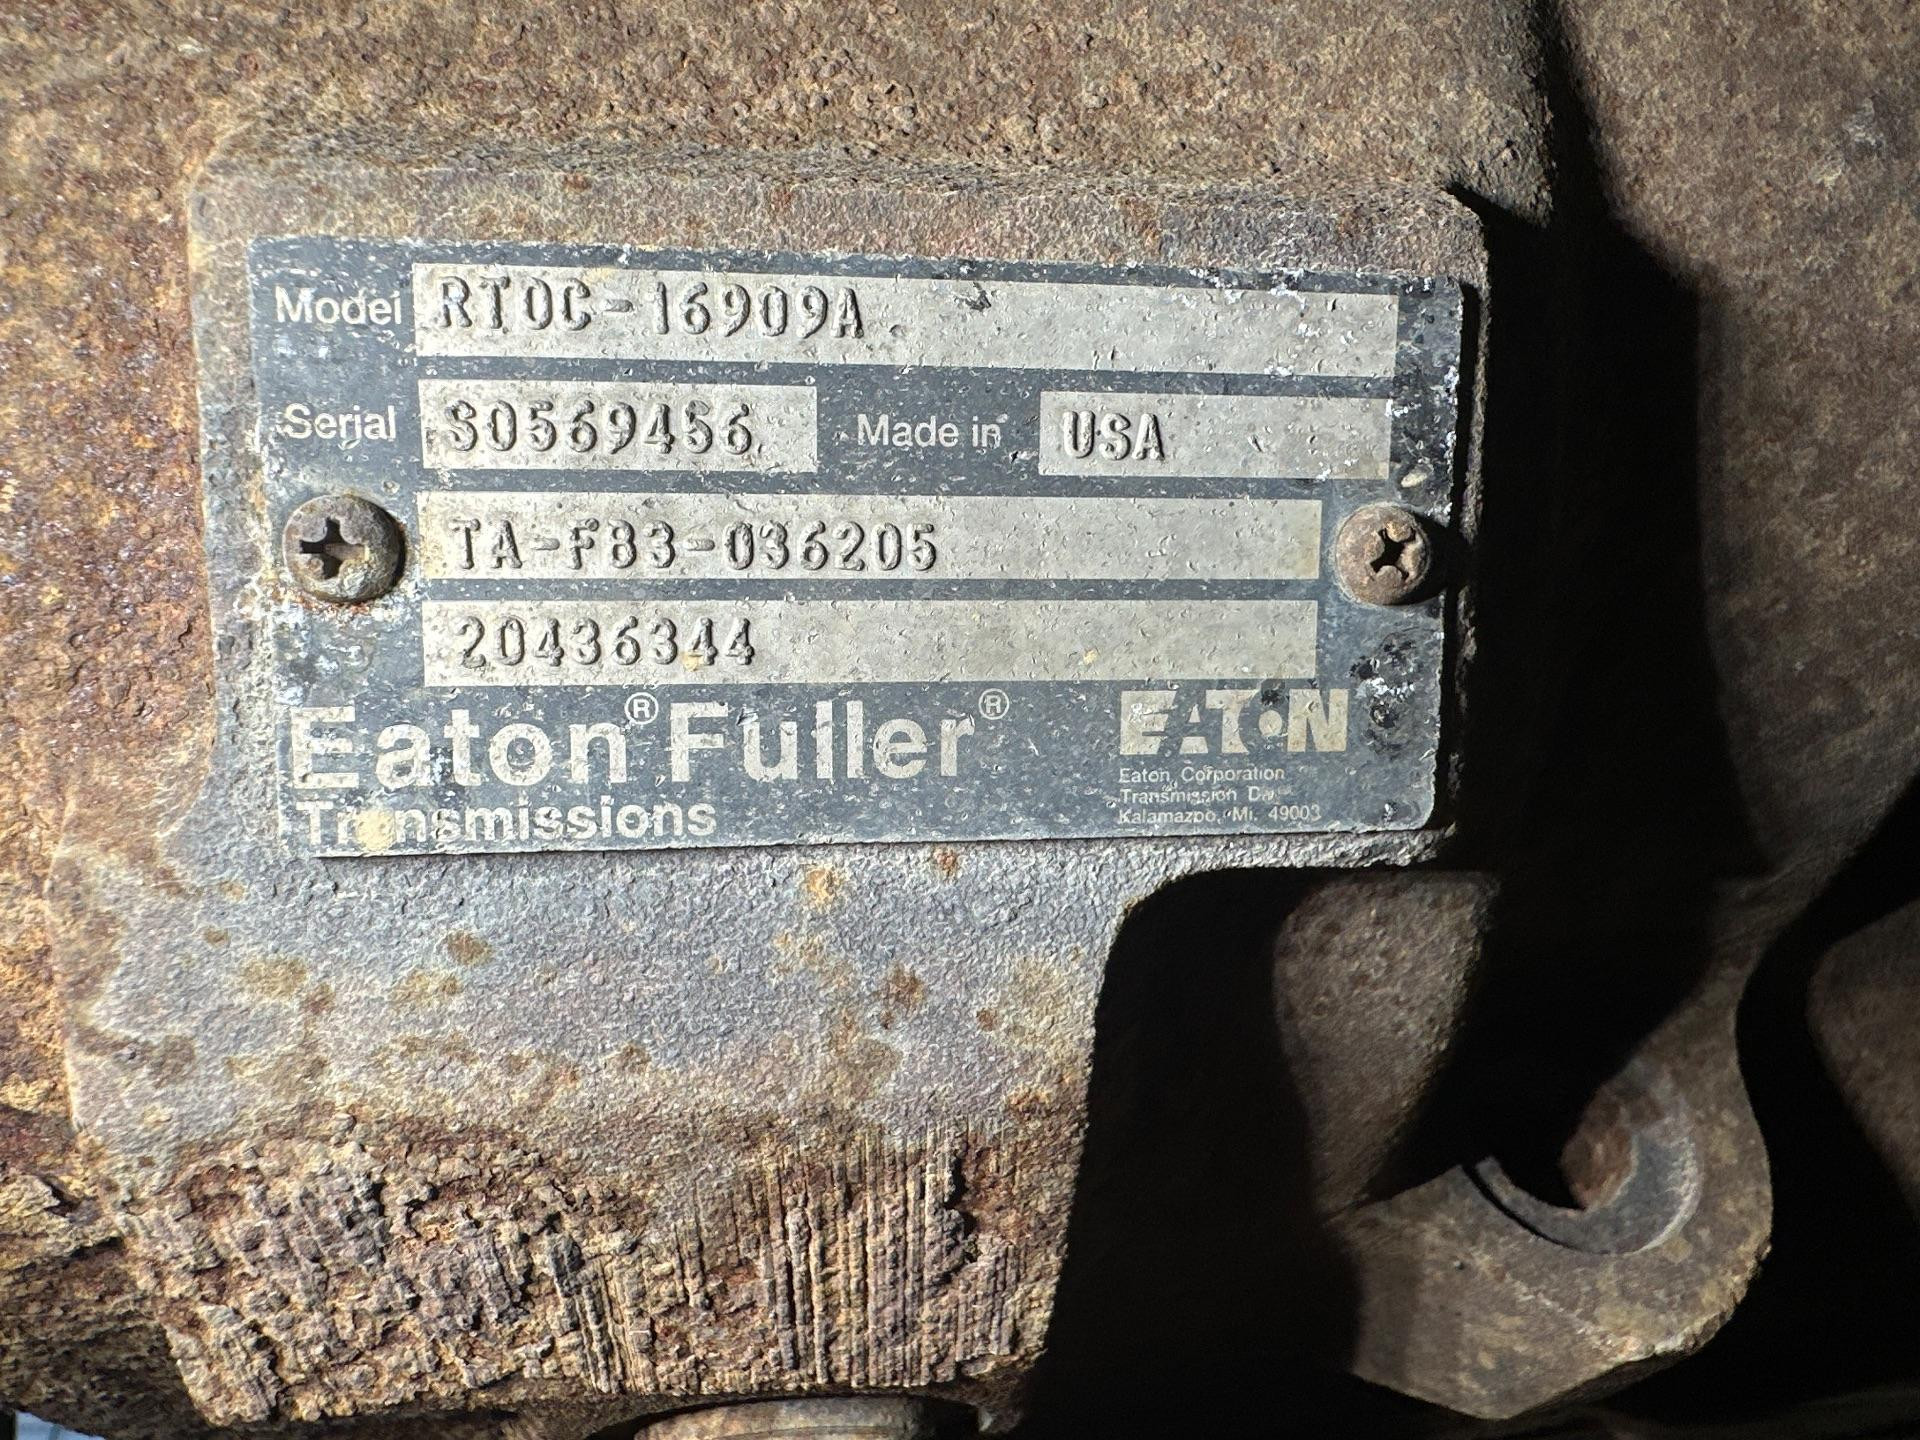 Model RTOC-16909A
Serial S0569456 Made in USA
TA-F83-036205
20436344
Eaton® Fuller® EATON
Transmissions
Eaton Corporation
Transmission Div.
Kalamazoo, MI. 49003